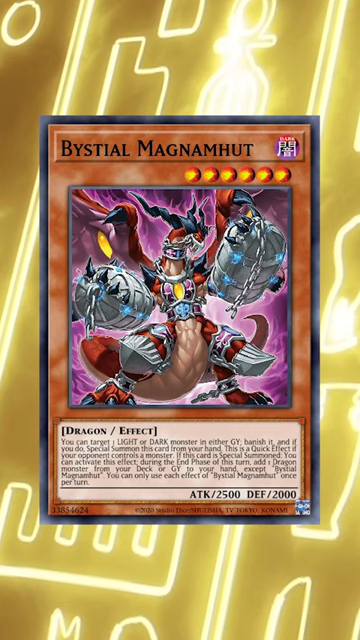 BYSTIAL MAGNAMHUT
DARK
闇
[DRAGON / EFFECT]
You can target 1 LIGHT or DARK monster in either GY; banish it, and if
you do, Special Summon this card from your hand. This is a Quick Effect if
your opponent controls a monster. If this card is Special Summoned: You
can activate this effect; during the End Phase of this turn, add 1 Dragon
monster from your Deck or GY to your hand, except "Bystial
Magnamhut". You can only use each effect of "Bystial Magnamhut" once
per turn.
ATK/2500 DEF/2000
33854624 ©2020 Studio Dice/SHUEISHA, TV TOKYO, KONAMI